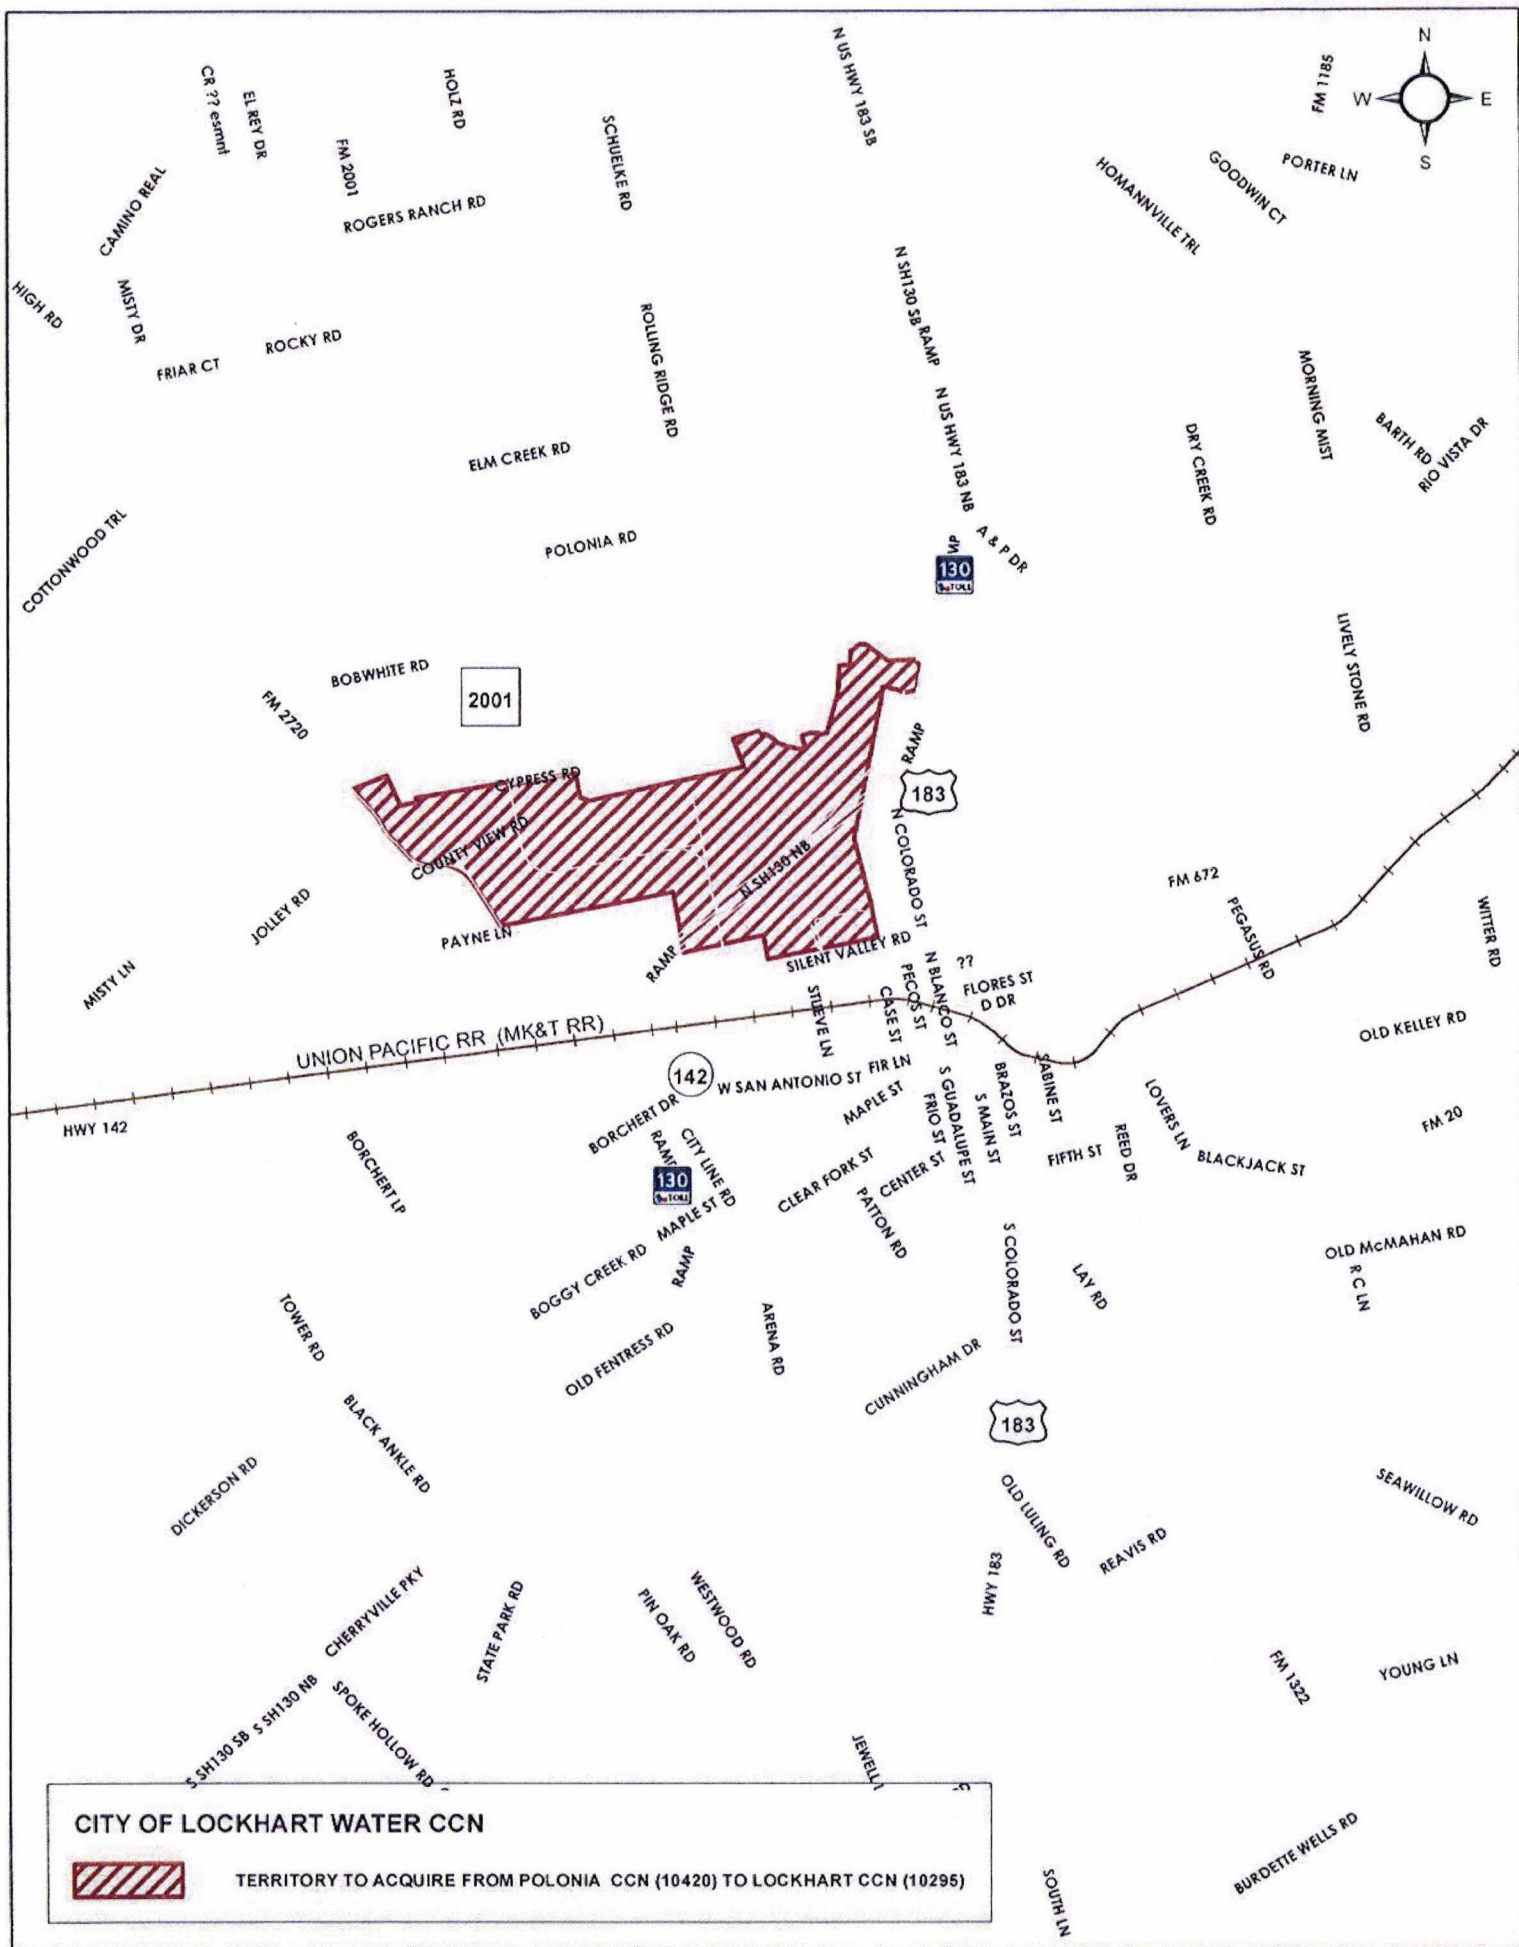 N
W
E
S
CR ?? esmnt
EL REY DR
HOLZ RD
FM 2001
SCHUELKE RD
N US HWY 183 SB
FM 1185
HOMANNVILLE TRL
GOODWIN CT
PORTER LN
CAMINO REAL
ROGERS RANCH RD
HIGH RD
MISTY DR
FRIAR CT
ROCKY RD
ROLLING RIDGE RD
N SH130 SB
RAMP
N US HWY 183 NB
MORNING MIST
BARTH RD
RIO VISTA DR
DRY CREEK RD
ELM CREEK RD
COTTONWOOD TRL
POLONIA RD
A & P DR
130
TOLL
LIVELY STONE RD
BOBWHITE RD
FM 2720
2001
RAMP
183
CYPRESS RD
COUNTY VIEW RD
N SH130 NB
N COLORADO ST
FM 672
PEGASUS RD
WITTER RD
JOLLEY RD
PAYNE LN
RAMP
SILENT VALLEY RD
MISTY LN
N BLANCO ST
??
PECOS ST
CASE ST
STUEVE LN
FLORES ST
D DR
OLD KELLEY RD
UNION PACIFIC RR (MK&T RR)
142
W SAN ANTONIO ST
FIR LN
MAPLE ST
HWY 142
BORCHERT DR
BORCHERT LP
RAMP
CITY LINE RD
130
TOLL
MAPLE ST
CLEAR FORK ST
CENTER ST
PATTON RD
FRIO ST
S GUADALUPE ST
S MAIN ST
BRAZOS ST
SABINE ST
FIFTH ST
REED DR
LOVERS LN
BLACKJACK ST
FM 20
OLD McMAHAN RD
R C LN
BOGGY CREEK RD
RAMP
S COLORADO ST
LAY RD
TOWER RD
OLD FENTRESS RD
ARENA RD
CUNNINGHAM DR
183
BLACK ANKLE RD
DICKERSON RD
SEAWILLOW RD
OLD LULING RD
REAVIS RD
HWY 183
CHERRYVILLE PKY
STATE PARK RD
PIN OAK RD
WESTWOOD RD
FM 1322
YOUNG LN
S SH130 SB
S SH130 NB
SPOKE HOLLOW RD
JEWELL
BURDETTE WELLS RD
SOUTH LN
CITY OF LOCKHART WATER CCN
TERRITORY TO ACQUIRE FROM POLONIA CCN (10420) TO LOCKHART CCN (10295)